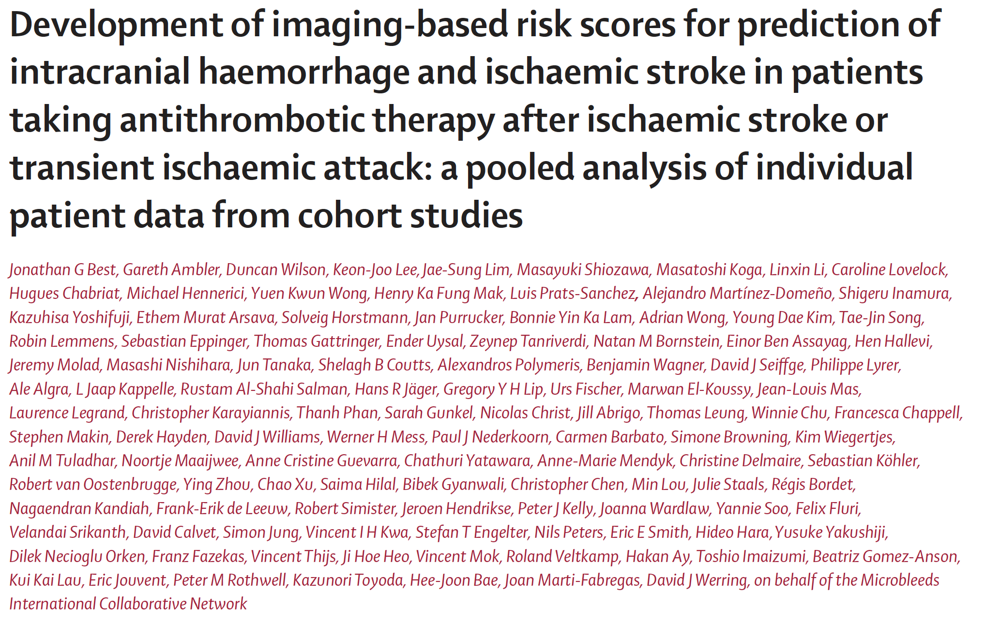 Development of imaging-based risk scores for prediction of
intracranial haemorrhage and ischaemic stroke in patients
taking antithrombotic therapy after ischaemic stroke or
transient ischaemic attack: a pooled analysis of individual
patient data from cohort studies
Jonathan G Best, Gareth Ambler, Duncan Wilson, Keon-Joo Lee, Jae-Sung Lim, Masayuki Shiozawa, Masatoshi Koga, Linxin Li, Caroline Lovelock,
Hugues Chabriat, Michael Hennerici, Yuen Kwun Wong, Henry Ka Fung Mak, Luis Prats-Sanchez, Alejandro Martínez-Domeño, Shigeru Inamura,
Kazuhisa Yoshifuji, Ethem Murat Arsava, Solveig Horstmann, Jan Purrucker, Bonnie Yin Ka Lam, Adrian Wong, Young Dae Kim, Tae-Jin Song,
Robin Lemmens, Sebastian Eppinger, Thomas Gattringer, Ender Uysal, Zeynep Tanriverdi, Natan M Bornstein, Einor Ben Assayag, Hen Hallevi,
Jeremy Molad, Masashi Nishihara, Jun Tanaka, Shelagh B Coutts, Alexandros Polymeris, Benjamin Wagner, David J Seiffge, Philippe Lyrer,
Ale Algra, L Jaap Kappelle, Rustam Al-Shahi Salman, Hans R Jäger, Gregory Y H Lip, Urs Fischer, Marwan El-Koussy, Jean-Louis Mas,
Laurence Legrand, Christopher Karayiannis, Thanh Phan, Sarah Gunkel, Nicolas Christ, Jill Abrigo, Thomas Leung, Winnie Chu, Francesca Chappell,
Stephen Makin, Derek Hayden, David J Williams, Werner H Mess, Paul J Nederkoorn, Carmen Barbato, Simone Browning, Kim Wiegertjes,
Anil M Tuladhar, Noortje Maaijwee, Anne Cristine Guevarra, Chathuri Yatawara, Anne-Marie Mendyk, Christine Delmaire, Sebastian Köhler,
Robert van Oostenbrugge, Ying Zhou, Chao Xu, Saima Hilal, Bibek Gyanwali, Christopher Chen, Min Lou, Julie Staals, Régis Bordet,
Nagaendran Kandiah, Frank-Erik de Leeuw, Robert Simister, Jeroen Hendrikse, Peter J Kelly, Joanna Wardlaw, Yannie Soo, Felix Fluri,
Velandai Srikanth, David Calvet, Simon Jung, Vincent I H Kwa, Stefan T Engelter, Nils Peters, Eric E Smith, Hideo Hara, Yusuke Yakushiji,
Dilek Necioglu Orken, Franz Fazekas, Vincent Thijs, Ji Hoe Heo, Vincent Mok, Roland Veltkamp, Hakan Ay, Toshio Imaizumi, Beatriz Gomez-Anson,
Kui Kai Lau, Eric Jouvent, Peter M Rothwell, Kazunori Toyoda, Hee-Joon Bae, Joan Marti-Fabregas, David J Werring, on behalf of the Microbleeds
International Collaborative Network